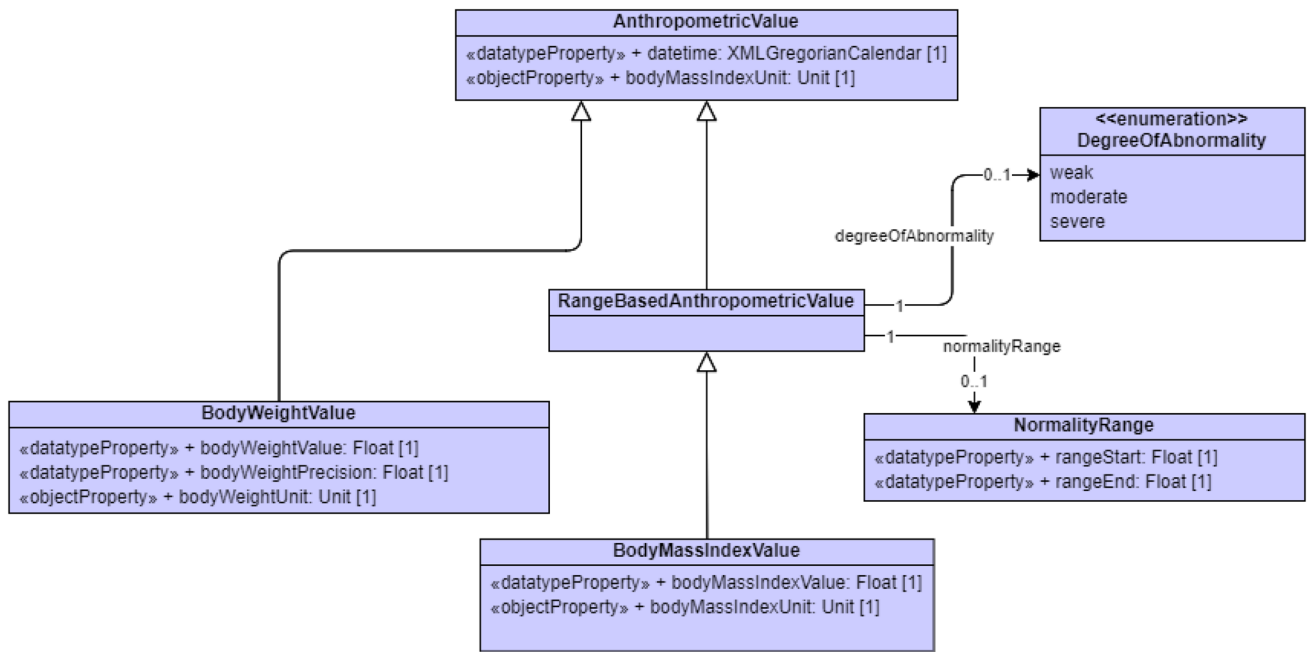 AnthropometricValue
«datatypeProperty» + datetime: XMLGregorianCalendar [1]
«objectProperty» + bodyMassIndexUnit: Unit [1]
<<enumeration>>
DegreeOfAbnormality
weak
moderate
severe
0..1
degreeOfAbnormality
1
RangeBasedAnthropometricValue
1
normalityRange
0..1
BodyWeightValue
«datatypeProperty» + bodyWeightValue: Float [1]
«datatypeProperty» + bodyWeightPrecision: Float [1]
«objectProperty» + bodyWeightUnit: Unit [1]
NormalityRange
«datatypeProperty» + rangeStart: Float [1]
«datatypeProperty» + rangeEnd: Float [1]
BodyMassIndexValue
«datatypeProperty» + bodyMassIndexValue: Float [1]
«objectProperty» + bodyMassIndexUnit: Unit [1]